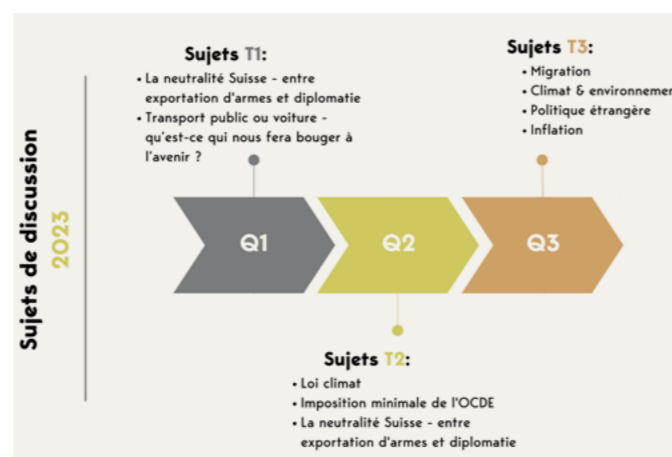 Sujets de discussion
2023
Sujets T1:
• La neutralité Suisse - entre
exportation d'armes et diplomatie
• Transport public ou voiture -
qu'est-ce qui nous fera bouger à
l'avenir ?
Sujets T3:
• Migration
• Climat & environnemen
• Politique étrangère
• Inflation
Q1
Q2
Q3
Sujets T2:
• Loi climat
• Imposition minimale de l'OCDE
• La neutralité Suisse - entre
exportation d'armes et diplomatie